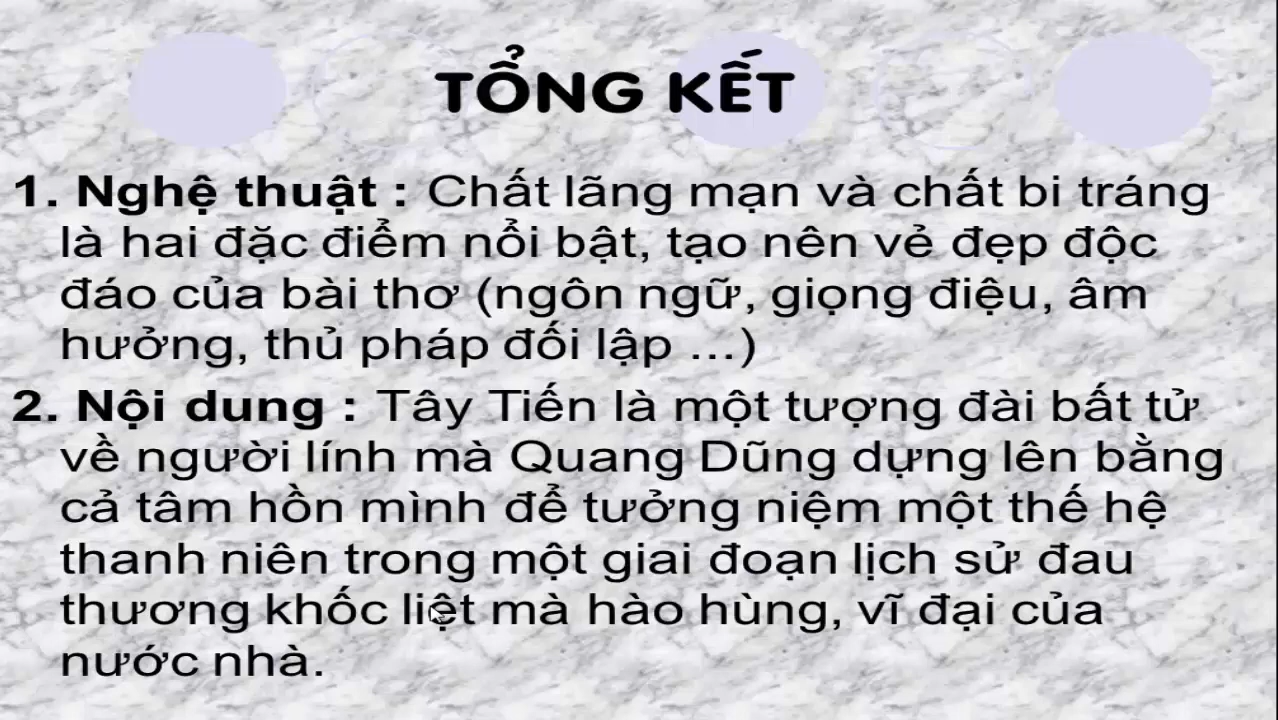 TỔNG KẾT
1. Nghệ thuật : Chất lãng mạn và chất bi tráng
là hai đặc điểm nổi bật, tạo nên vẻ đẹp độc
đáo của bài thơ (ngôn ngữ, giọng điệu, âm
hưởng, thủ pháp đối lập ...)
2. Nội dung : Tây Tiến là một tượng đài bất tử
về người lính mà Quang Dũng dựng lên bằng
cả tâm hồn mình để tưởng niệm một thế hệ
thanh niên trong một giai đoạn lịch sử đau
thương khốc liệt mà hào hùng, vĩ đại của
nước nhà.